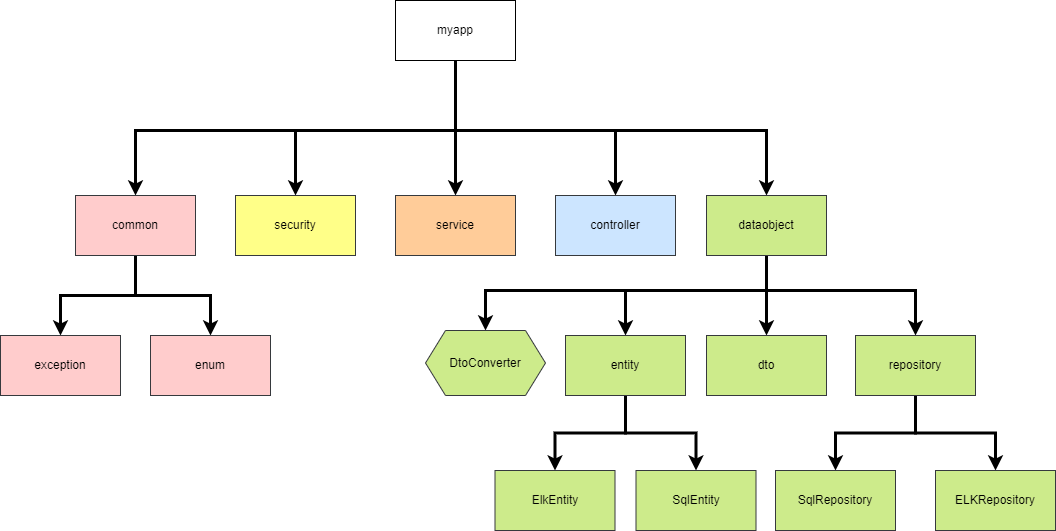 myapp
common
security
service
controller
dataobject
exception
enum
DtoConverter
entity
dto
repository
ElkEntity
SqlEntity
SqlRepository
ELKRepository